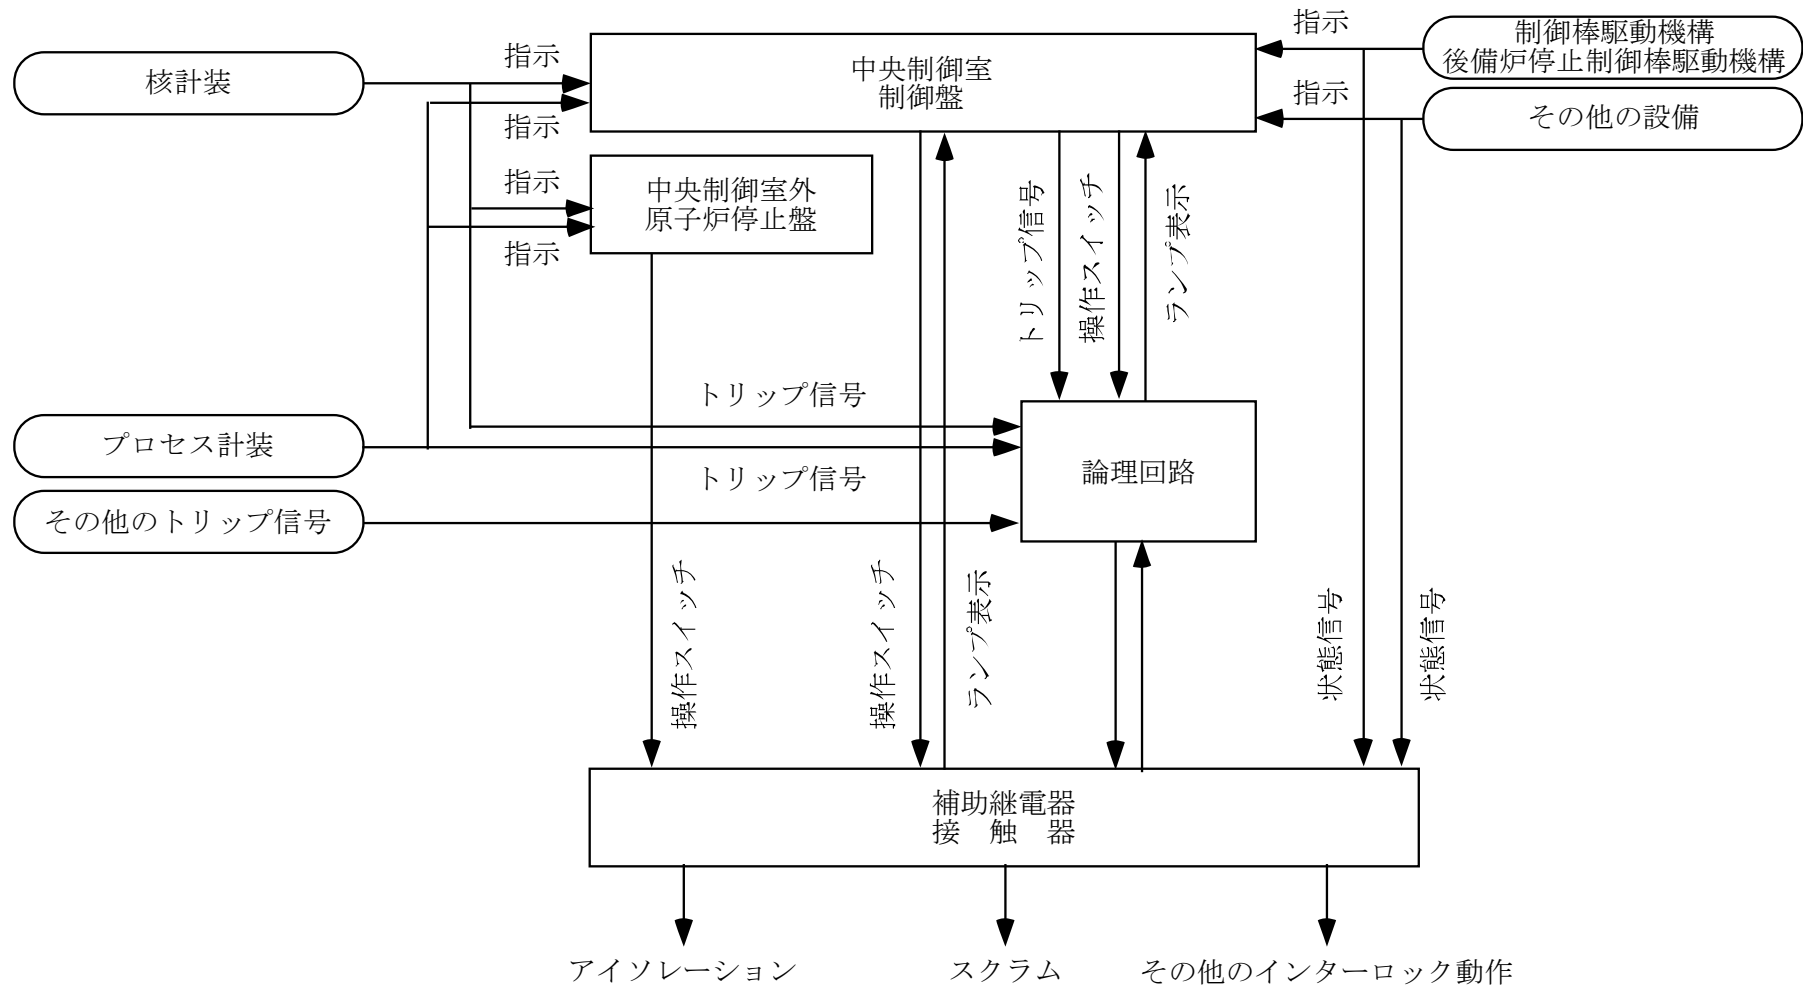 指示
制御棒駆動機構
後備炉停止制御棒駆動機構
指示
中央制御室
制御盤
核計装
指示
指示
その他の設備
指示
中央制御室外
原子炉停止盤
指示
トリップ信号
操作スイッチ
ランプ表示
トリップ信号
プロセス計装
論理回路
トリップ信号
その他のトリップ信号
操作スイッチ
操作スイッチ
ランプ表示
状態信号
状態信号
補助継電器
接　触　器
アイソレーション
スクラム
その他のインターロック動作